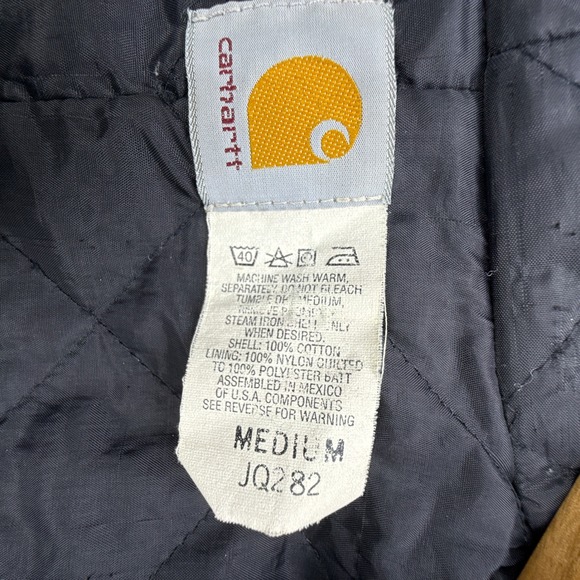 carhartt
40
MACHINE WASH WARM,
SEPARATELY DO NOT BLEACH
TUMBLE DRY MEDIUM,
REMOVE PROMPTLY
STEAM IRON SHELL ONLY
WHEN DESIRED.
SHELL: 100% COTTON
LINING: 100% NYLON QUILTED
TO 100% POLYESTER BATT
ASSEMBLED IN MEXICO
OF U.S.A. COMPONENTS
SEE REVERSE FOR WARNING
MEDIUM
JQ282